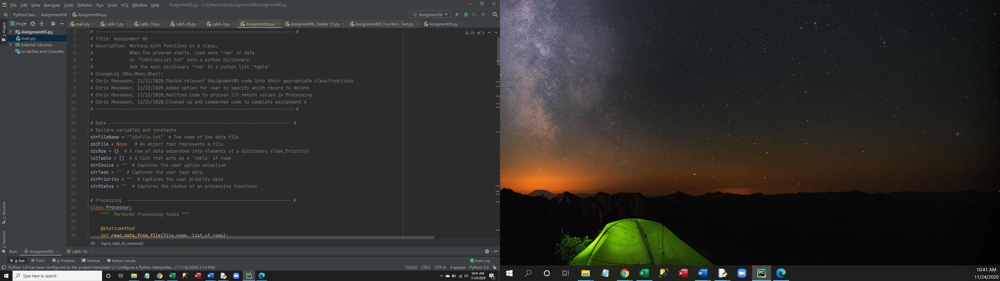 File Edit View Navigate Code Refactor Run Tools VCS Window Help Assigment05.py - C:\PythonClass\Assignment06\Assigment06.py
C: PythonClass Assignment06 Assigment06.py Assigment06
1: Project Proj main.py Lab6-1.py Lab6-1b.py Lab6-2b.py Lab6-3.py Assigment06.py Assigment06_Starter (1).py Assignment06_Function_Test.py Assigment05.py
Assigment05.py
main.py
External Libraries
Scratches and Consoles
15 1
1 # --------------------------------------------------------------------------- #
2 # Title: Assignment 06
3 # Description: Working with functions in a class,
4 # When the program starts, load each "row" of data
5 # in "ToDoToDoList.txt" into a python Dictionary.
6 # Add the each dictionary "row" to a python list "table"
7 # ChangeLog (Who,When,What):
8 # Chris Messmann, 11/21/2020,Pasted relevant Assignment05 code into their appropriate class/functions
9 # Chris Messmann, 11/22/2020,Added option for user to specify which record to delete
10 # Chris Messmann, 11/23/2020,Modified code to process I/O return values in Processing
11 # Chris Messmann, 11/24/2020,Cleaned up and commented code to complete assignment 6
12 # --------------------------------------------------------------------------- #
13
14 # Data ---------------------------------------------------------------------- #
15 # Declare variables and constants
16 strFileName = "ToDoFile.txt" # The name of the data file
17 objFile = None # An object that represents a file
18 dicRow = {} # A row of data separated into elements of a dictionary {Task,Priority}
19 lstTable = [] # A list that acts as a 'table' of rows
20 strChoice = "" # Captures the user option selection
21 strTask = "" # Captures the user task data
22 strPriority = "" # Captures the user priority data
23 strStatus = "" # Captures the status of an processing functions
24
25 # Processing --------------------------------------------------------------- #
26 class Processor:
27 """ Performs Processing tasks """
28
29 @staticmethod
30 def read_data_from_file(file_name, list_of_rows):
Z: Structure
2: Favorites
IO input_task_to_remove()
Run: Assigment06 Lab6-1b
4: Run TODO 6: Problems Terminal Python Console 1 Event Log
Python 3.9 has been configured as the project interpreter // Configure a Python Interpreter... (11/16/2020 2:14 PM) 152:65 CRLF UTF-8 4 spaces Python 3.9
Type here to search 10:41 AM
11/24/2020
10:41 AM
11/24/2020